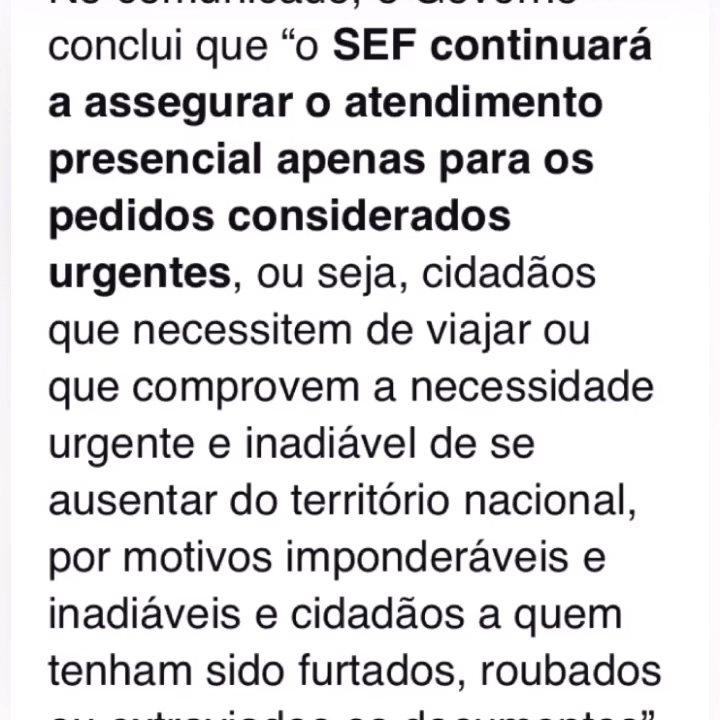 conclui que “o SEF continuará
a assegurar o atendimento
presencial apenas para os
pedidos considerados
urgentes, ou seja, cidadãos
que necessitem de viajar ou
que comprovem a necessidade
urgente e inadiável de se
ausentar do território nacional,
por motivos imponderáveis e
inadiáveis e cidadãos a quem
tenham sido furtados, roubados